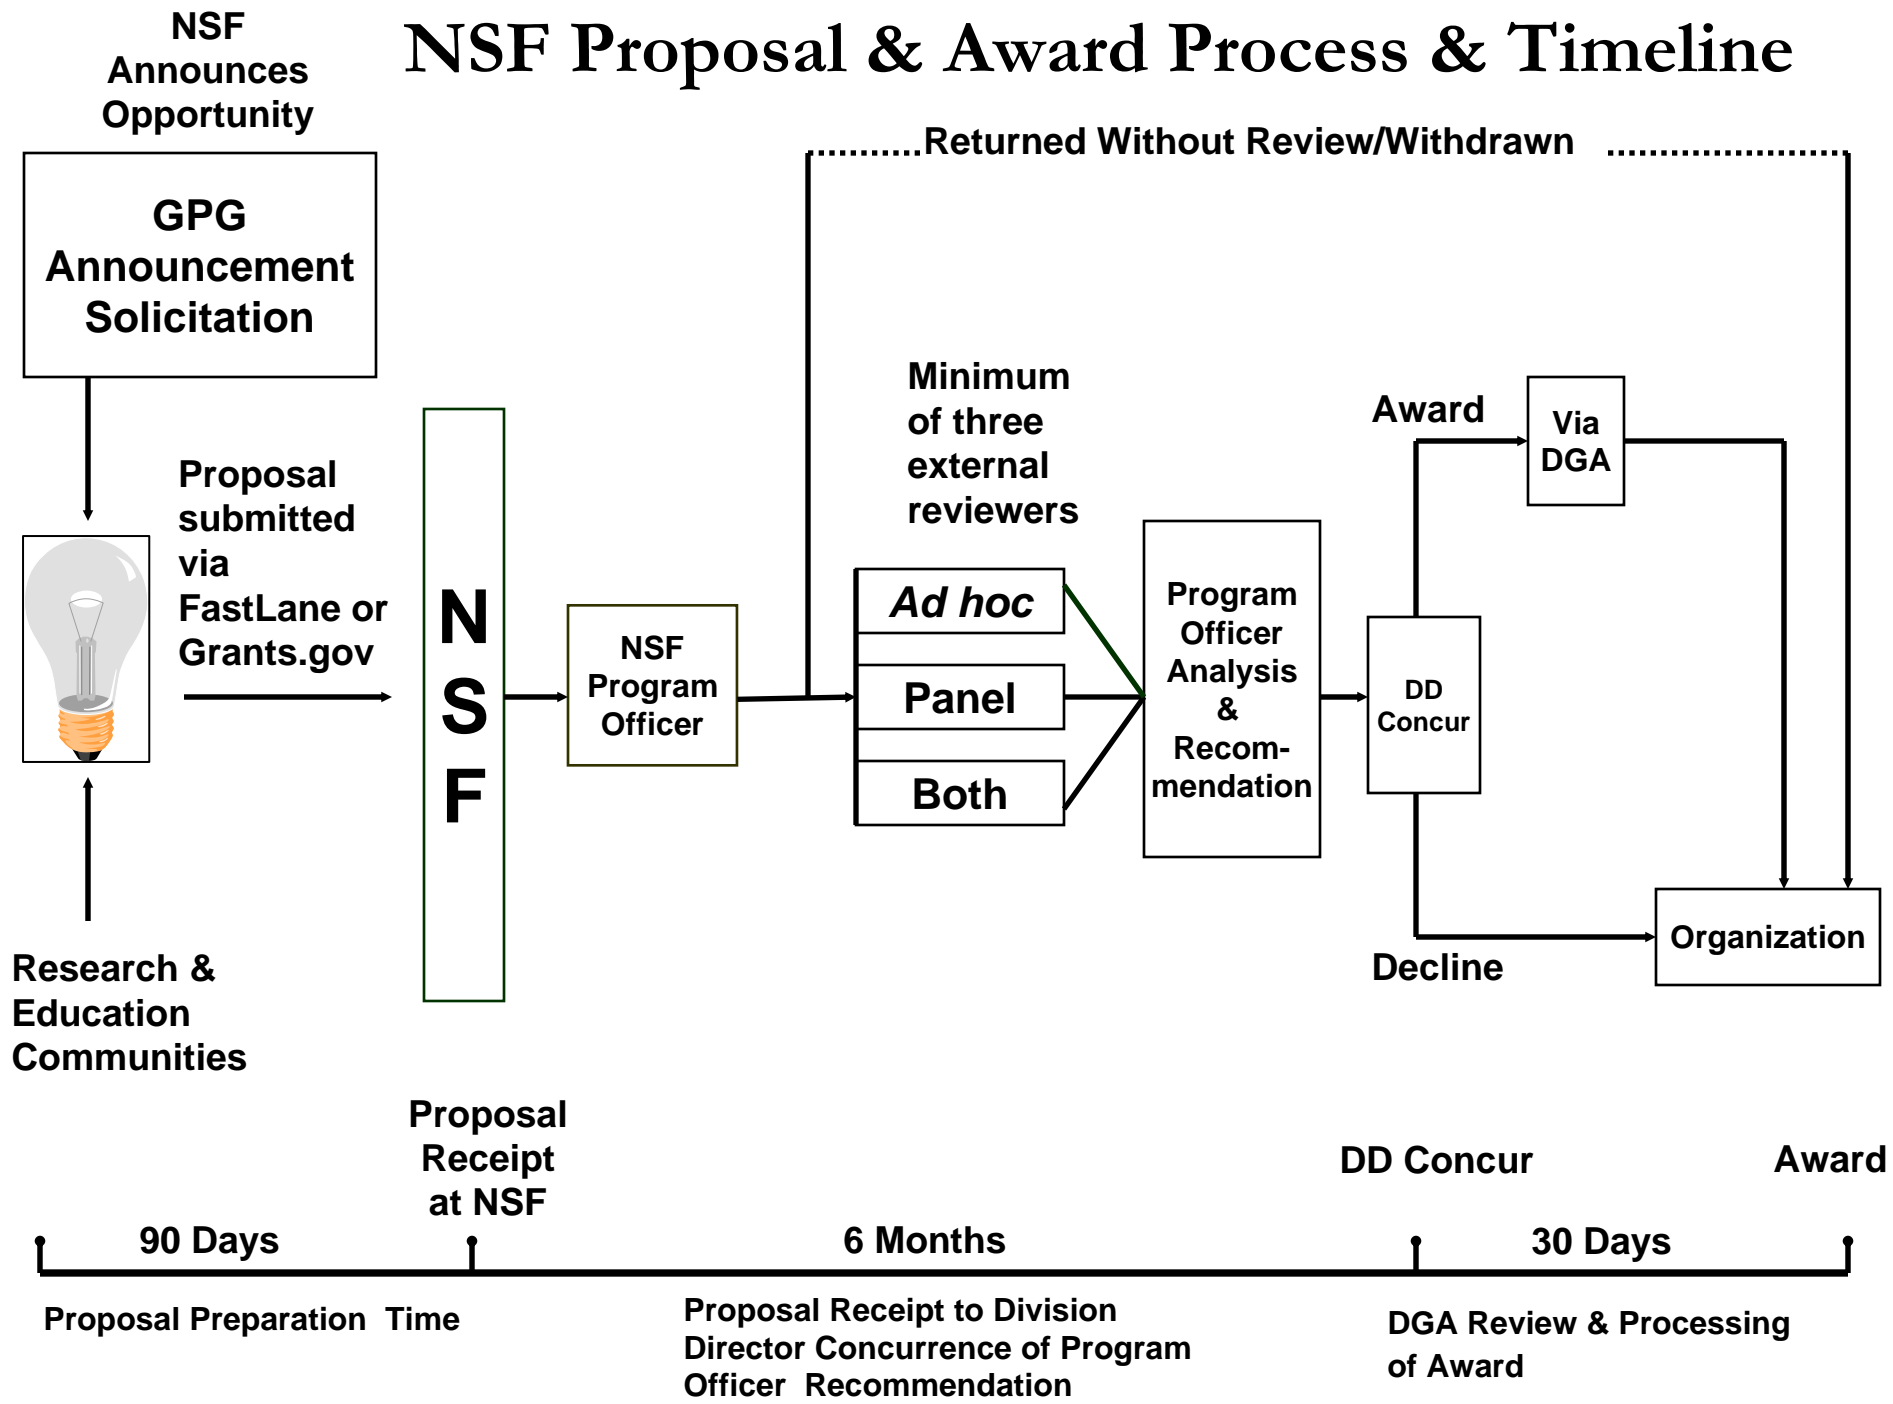 NSF
Announces
Opportunity
NSF Proposal & Award Process & Timeline
Returned Without Review/Withdrawn
GPG
Announcement
Solicitation
Proposal
submitted
via
FastLane or
Grants.gov
Research &
Education
Communities
N
S
F
NSF
Program
Officer
Minimum
of three
external
reviewers
Ad hoc
Panel
Both
Program
Officer
Analysis
&
Recom-
mendation
DD
Concur
Award
Via
DGA
Decline
Organization
Proposal
Receipt
at NSF
DD Concur
Award
90 Days
6 Months
30 Days
Proposal Preparation Time
Proposal Receipt to Division
Director Concurrence of Program
Officer Recommendation
DGA Review & Processing
of Award